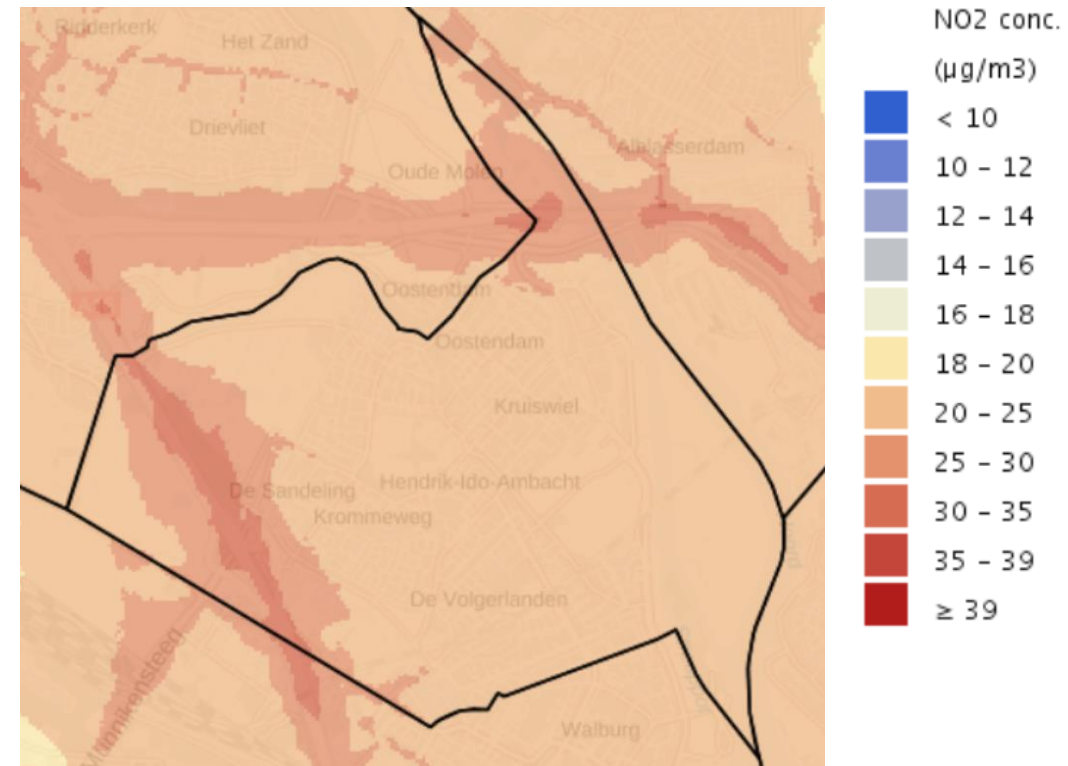 Ridderkerk
Het Zand
Drievliet
Alblasserdam
Oude Molen
Oostendam
Oostendam
Kruiswiel
Hendrik-Ido-Ambacht
De Sandeling
Krommeweg
De Volgerlanden
Walburg
NO2 conc.
(µg/m3)
< 10
10 – 12
12 – 14
14 – 16
16 – 18
18 – 20
20 – 25
25 – 30
30 – 35
35 – 39
≥ 39